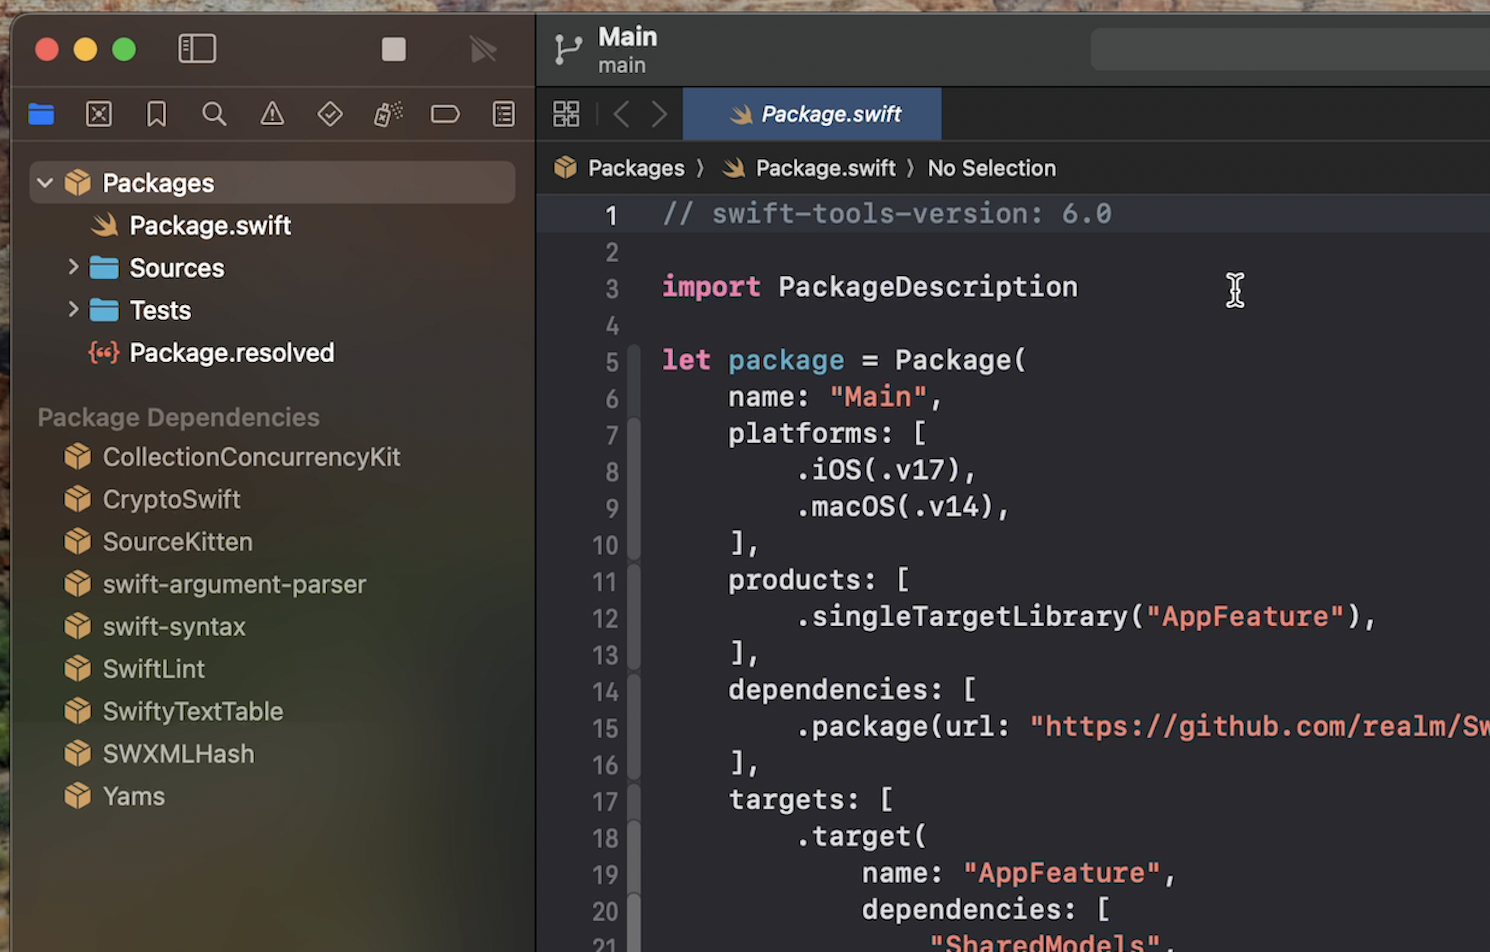 Main
main
Package.swift
Packages 〉 Package.swift 〉 No Selection
Packages
Package.swift
Sources
Tests
Package.resolved
Package Dependencies
CollectionConcurrencyKit
CryptoSwift
SourceKitten
swift-argument-parser
swift-syntax
SwiftLint
SwiftyTextTable
SWXMLHash
Yams
1 // swift-tools-version: 6.0
2
3 import PackageDescription
4
5 let package = Package(
6 name: "Main",
7 platforms: [
8 .iOS(.v17),
9 .macOS(.v14),
10 ],
11 products: [
12 .singleTargetLibrary("AppFeature"),
13 ],
14 dependencies: [
15 .package(url: "https://github.com/realm/Sw
16 ],
17 targets: [
18 .target(
19 name: "AppFeature",
20 dependencies: [
21 "SharedModels",